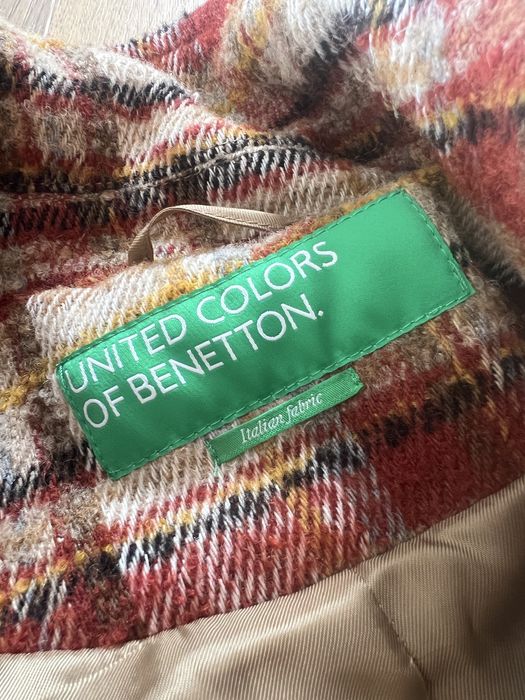 UNITED COLORS
OF BENETTON.
Italian fabric